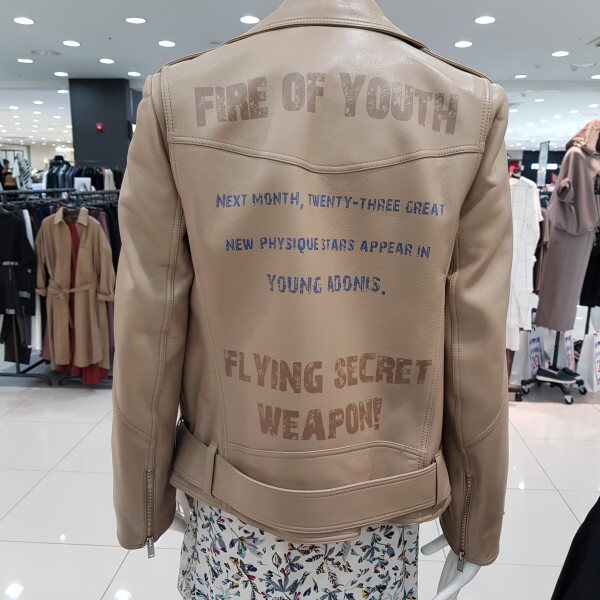 FIRE OF YOUTH
NEXT MONTH, TWENTY-THREE GREAT
NEW PHYSIQUE STARS APPEAR IN
YOUNG ADONIS.
FLYING SECRET
WEAPON!